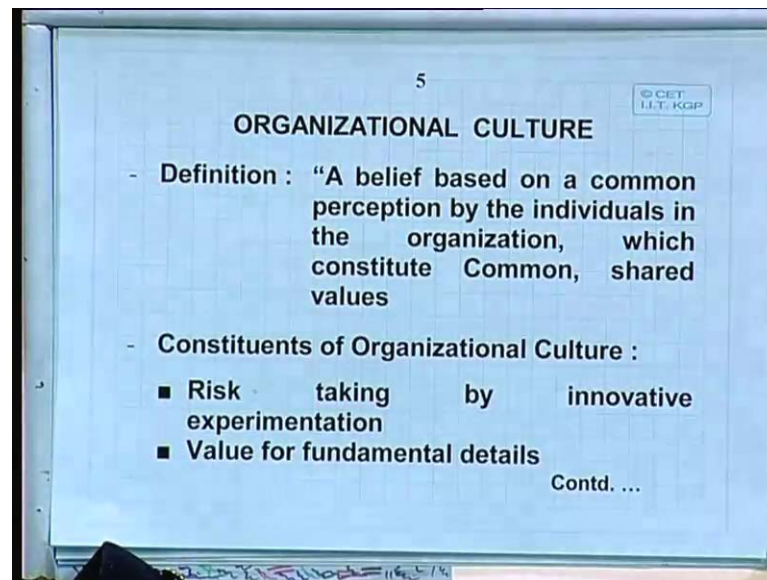 5
© CET
I.I.T. KGP
ORGANIZATIONAL CULTURE
- Definition : “A belief based on a common
perception by the individuals in
the organization, which
constitute Common, shared
values
- Constituents of Organizational Culture :
■ Risk taking by innovative
experimentation
■ Value for fundamental details
Contd. ...